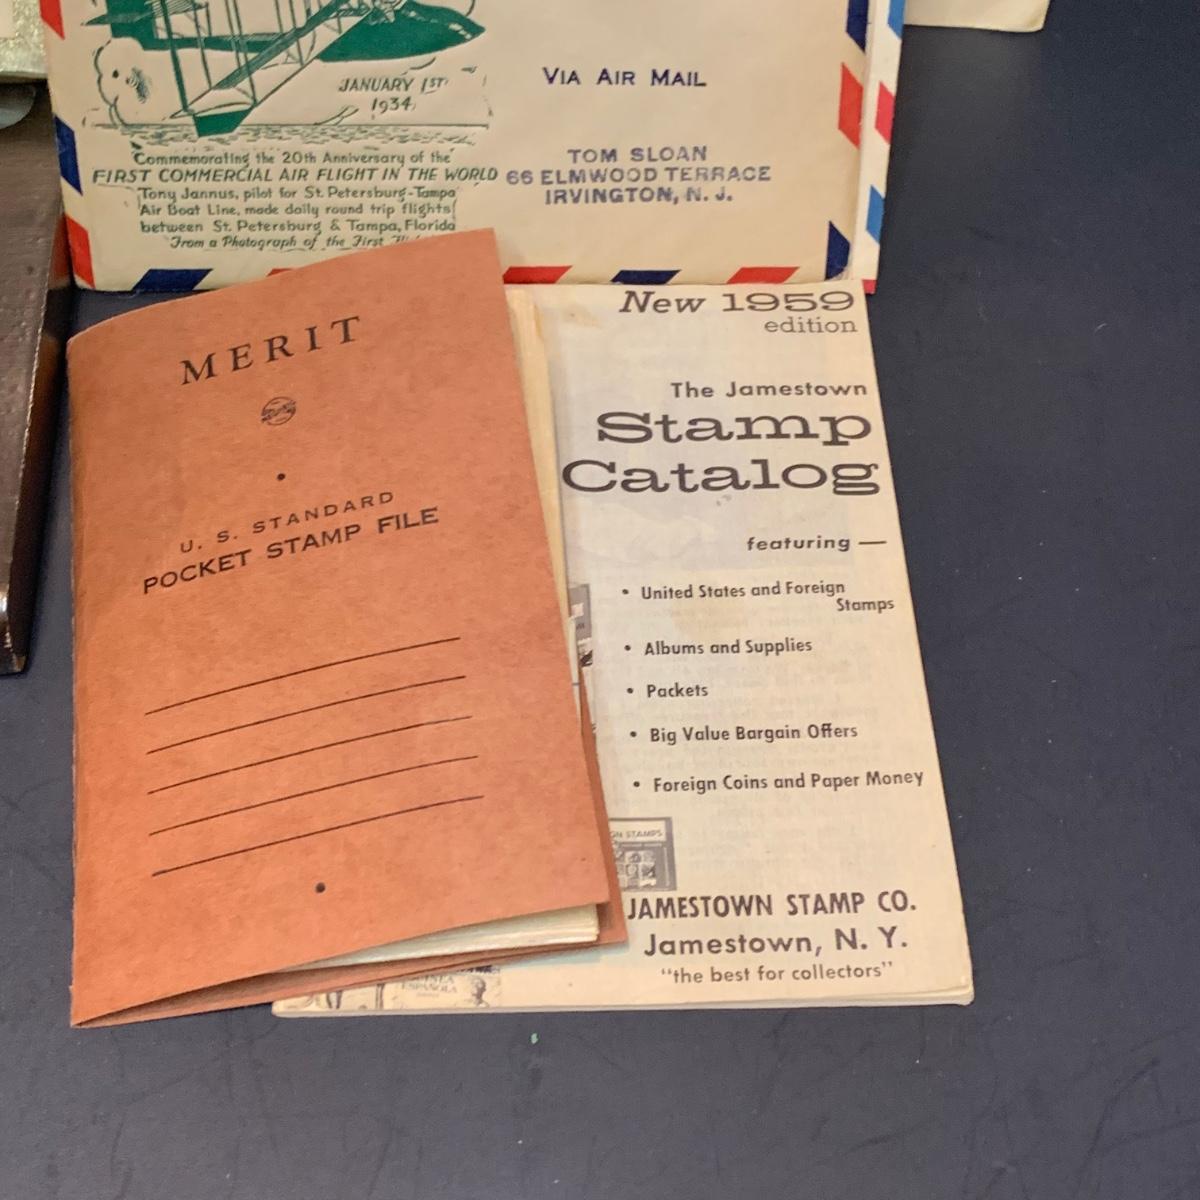 JANUARY 1ST
1934
Commemorating the 20th Anniversary of the
FIRST COMMERCIAL AIR FLIGHT IN THE WORLD
Tony Jannus, pilot for St. Petersburg-Tampa
Air Boat Line, made daily round trip flights
between St. Petersburg & Tampa, Florida
From a Photograph of the First
VIA AIR MAIL
TOM SLOAN
66 ELMWOOD TERRACE
IRVINGTON, N. J.
MERIT
U. S. STANDARD
POCKET STAMP FILE
New 1959
edition
The Jamestown
Stamp
Catalog
featuring —
• United States and Foreign
Stamps
• Albums and Supplies
• Packets
• Big Value Bargain Offers
• Foreign Coins and Paper Money
STAMPS
JAMESTOWN STAMP CO.
Jamestown, N. Y.
"the best for collectors"
ESPAÑOLA